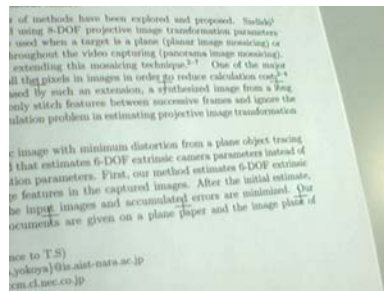 of methods have been explored and proposed. Szeliski
using 8-DOF projective image transformation parameters
used when a target is a plane (planar image mosaicing) or
throughout the video capturing (panorama image mosaicing).
extending this mosaicing technique. One of the major
all the pixels in images in order to reduce calculation cost
By such an extension, a synthesized image from a long
only stitch features between successive frames and ignore the
problem in estimating projective image transformation
image with minimum distortion from a plane object tracing
that estimates 6-DOF extrinsic camera parameters instead of
parameters. First, our method estimates 6-DOF extrinsic
features in the captured images. After the initial estimate,
he input images and accumulated errors are minimized. Our
are given on a plane paper and the image plane of
to T.S)
yokoya}@is.aist-nara.ac.jp
cm.cl.nec.co.jp